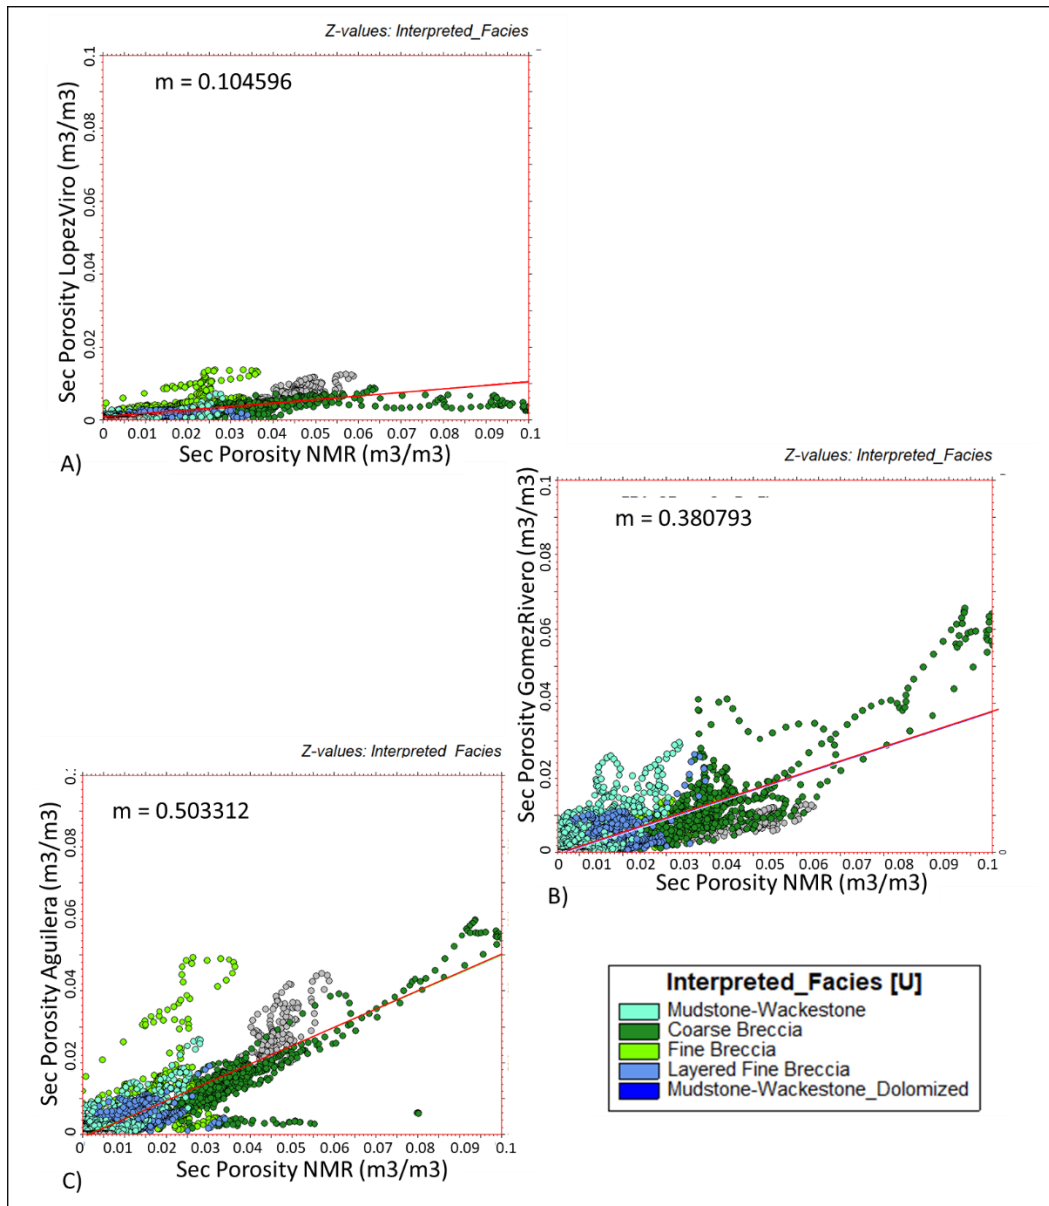 Z-values: Interpreted_Facies
m = 0.104596
Sec Porosity LopezViro (m3/m3)
0 0.02 0.04 0.06 0.08 0.1
0 0.01 0.02 0.03 0.04 0.05 0.06 0.07 0.08 0.09 0.1
Sec Porosity NMR (m3/m3)
A)
Z-values: Interpreted_Facies
m = 0.380793
Sec Porosity GomezRivero (m3/m3)
0 0.02 0.04 0.06 0.08 0.1
0 0.01 0.02 0.03 0.04 0.05 0.06 0.07 0.08 0.09 0.1
Sec Porosity NMR (m3/m3)
B)
Z-values: Interpreted_Facies
m = 0.503312
Sec Porosity Aguilera (m3/m3)
0 0.02 0.04 0.06 0.08
0 0.01 0.02 0.03 0.04 0.05 0.06 0.07 0.08 0.09 0.1
Sec Porosity NMR (m3/m3)
C)
Interpreted_Facies [U]
Mudstone-Wackestone
Coarse Breccia
Fine Breccia
Layered Fine Breccia
Mudstone-Wackestone_Dolomized